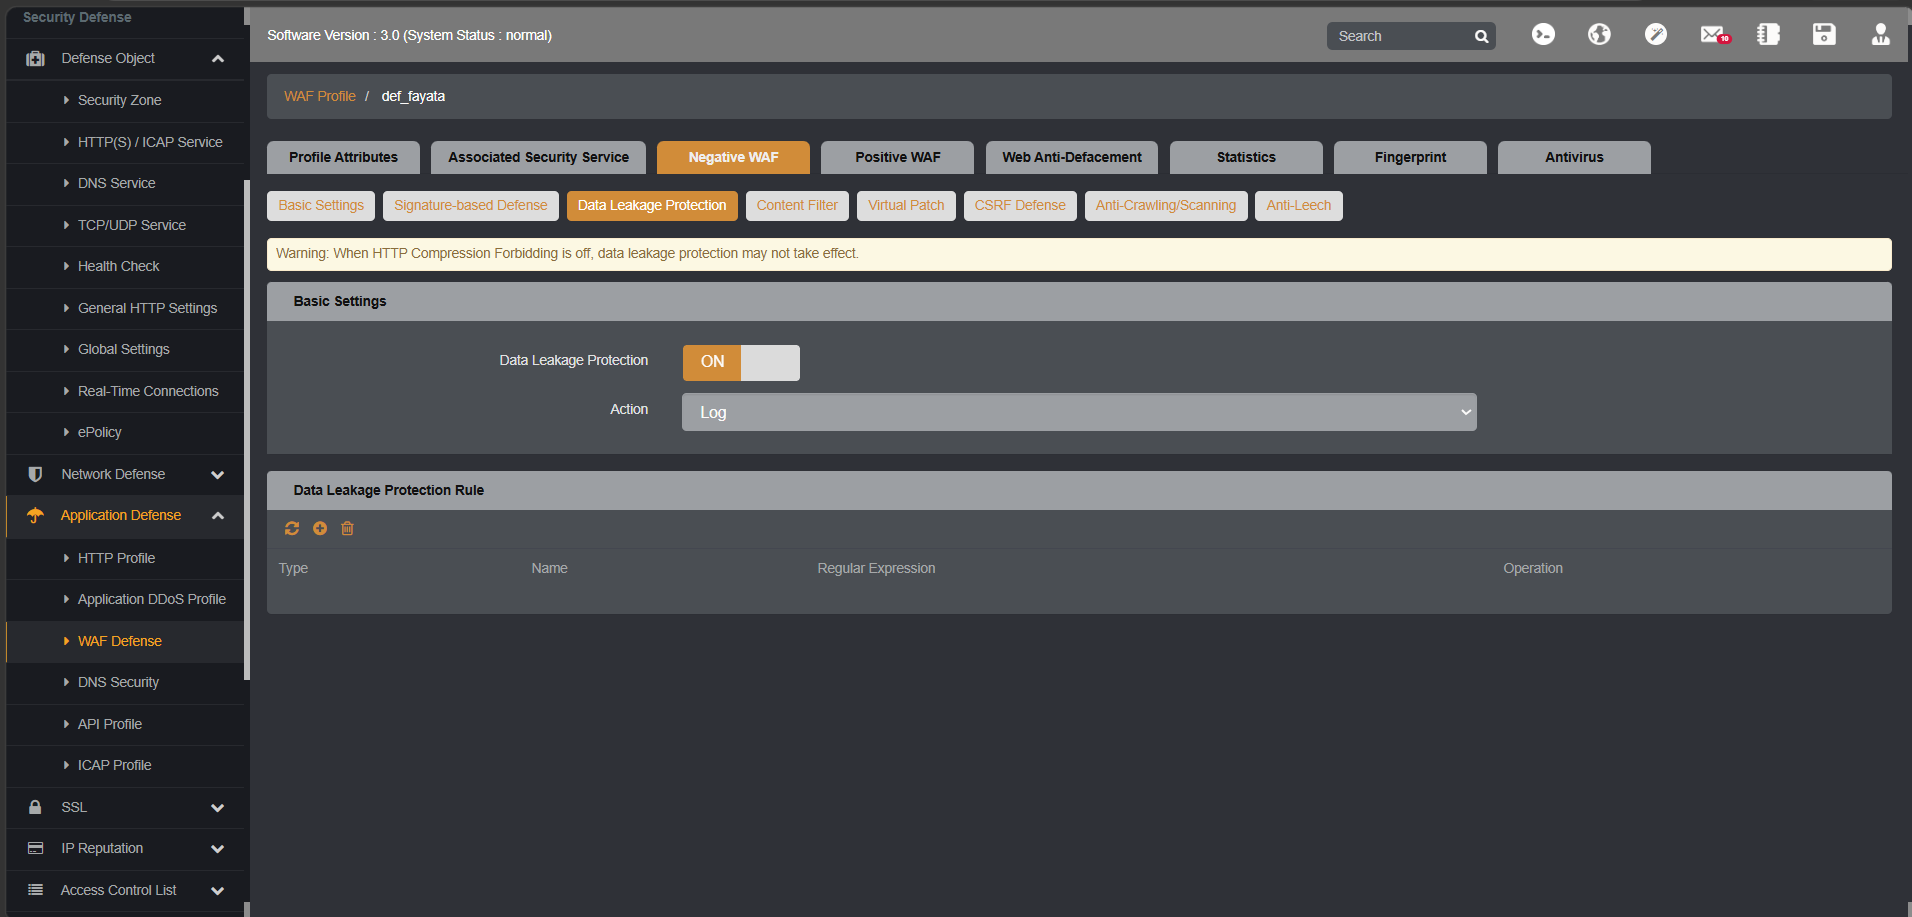 Security Defense
Defense Object
Security Zone
HTTP(S) / ICAP Service
DNS Service
TCP/UDP Service
Health Check
General HTTP Settings
Global Settings
Real-Time Connections
ePolicy
Network Defense
Application Defense
HTTP Profile
Application DDoS Profile
WAF Defense
DNS Security
API Profile
ICAP Profile
SSL
IP Reputation
Access Control List
Software Version : 3.0 (System Status : normal)
Search
10
WAF Profile / def_fayata
Profile Attributes Associated Security Service Negative WAF Positive WAF Web Anti-Defacement Statistics Fingerprint Antivirus
Basic Settings Signature-based Defense Data Leakage Protection Content Filter Virtual Patch CSRF Defense Anti-Crawling/Scanning Anti-Leech
Warning: When HTTP Compression Forbidding is off, data leakage protection may not take effect.
Basic Settings
Data Leakage Protection ON
Action Log
Data Leakage Protection Rule
Type Name Regular Expression Operation